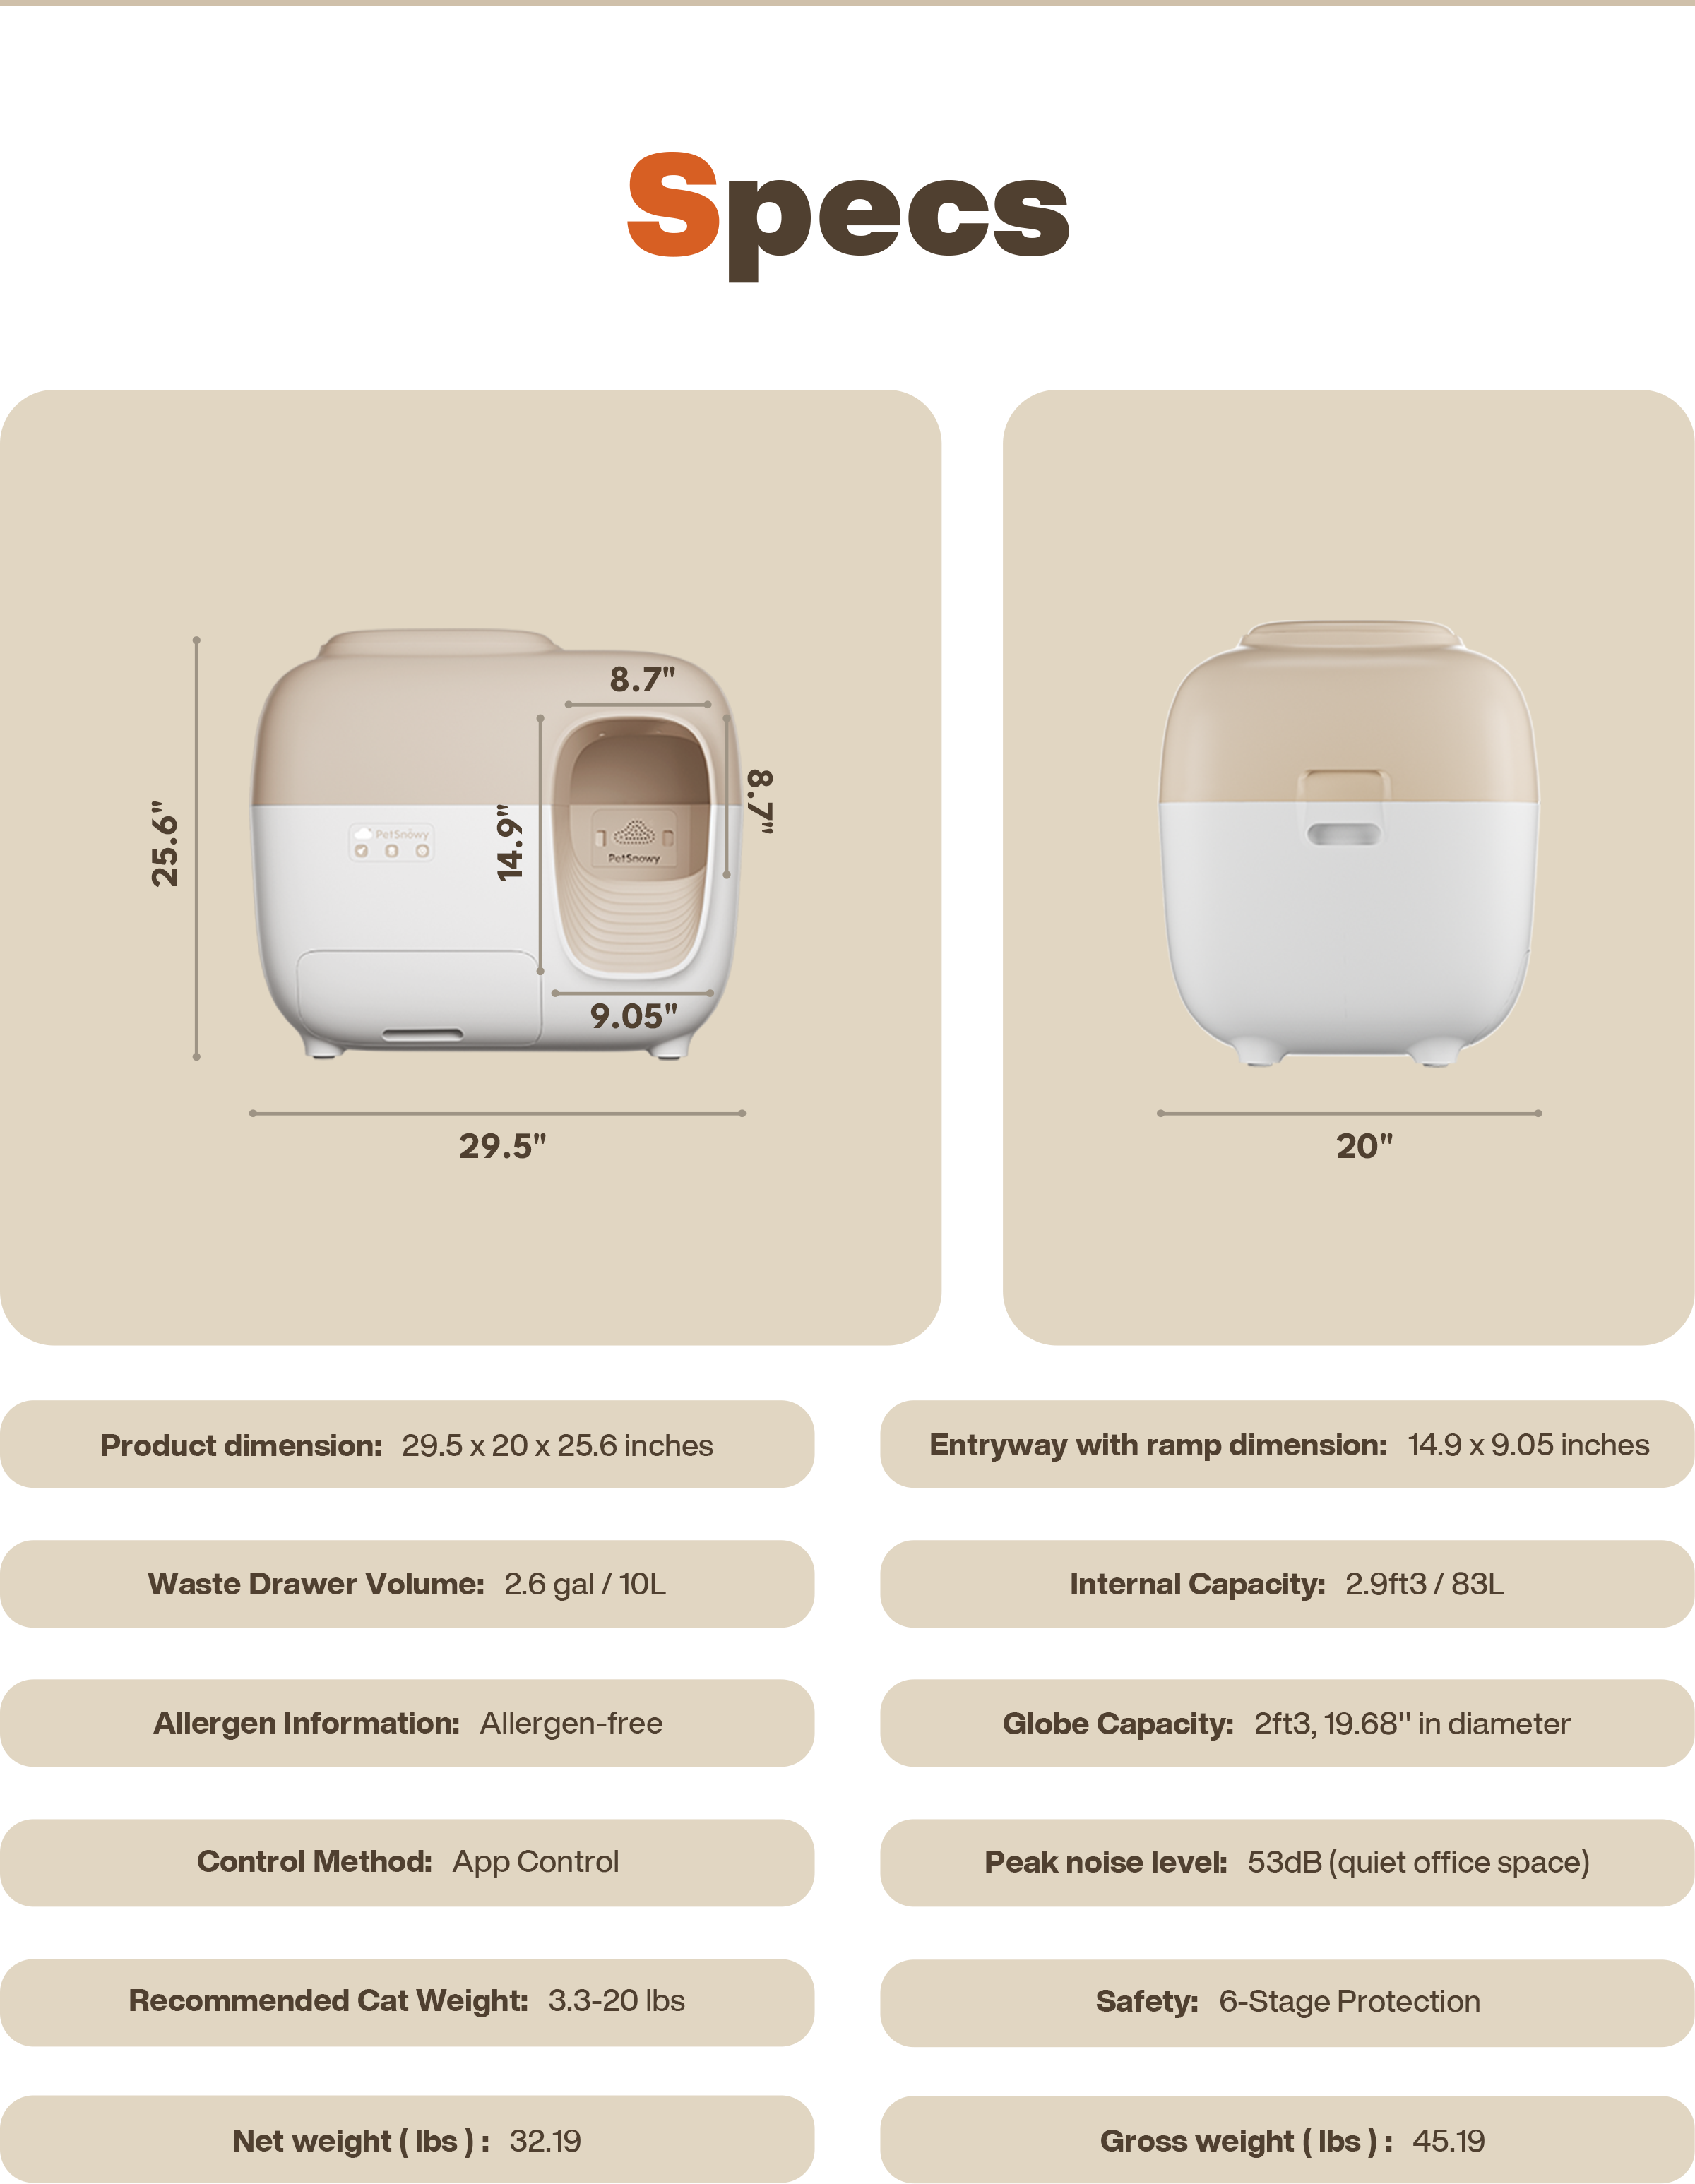 Specs
8.7"
8.7"
25.6"
14.9"
PetSnowy
PetSnowy
9.05"
29.5"
20"
Product dimension: 29.5 x 20 x 25.6 inches
Entryway with ramp dimension: 14.9 x 9.05 inches
Waste Drawer Volume: 2.6 gal / 10L
Internal Capacity: 2.9ft3 / 83L
Allergen Information: Allergen-free
Globe Capacity: 2ft3, 19.68'' in diameter
Control Method: App Control
Peak noise level: 53dB (quiet office space)
Recommended Cat Weight: 3.3-20 lbs
Safety: 6-Stage Protection
Net weight ( lbs ) : 32.19
Gross weight ( lbs ) : 45.19